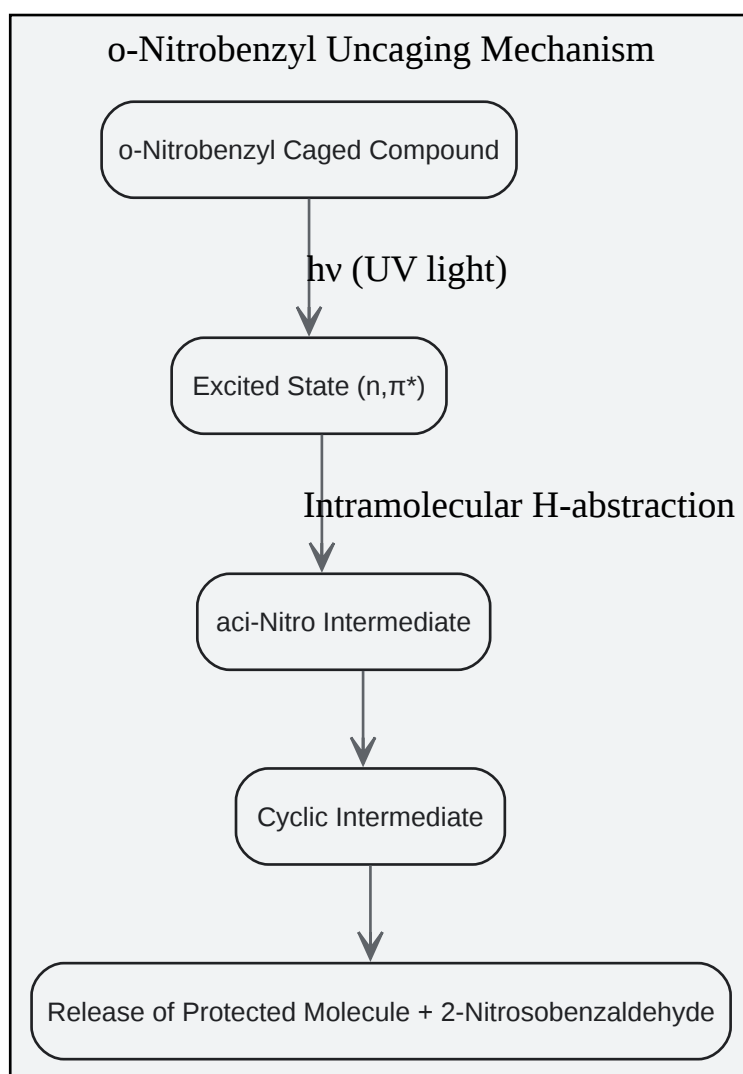 o-Nitrobenzyl Uncaging Mechanism
o-Nitrobenzyl Caged Compound
hν (UV light)
Excited State (n,π*)
Intramolecular H-abstraction
aci-Nitro Intermediate
Cyclic Intermediate
Release of Protected Molecule + 2-Nitrosobenzaldehyde